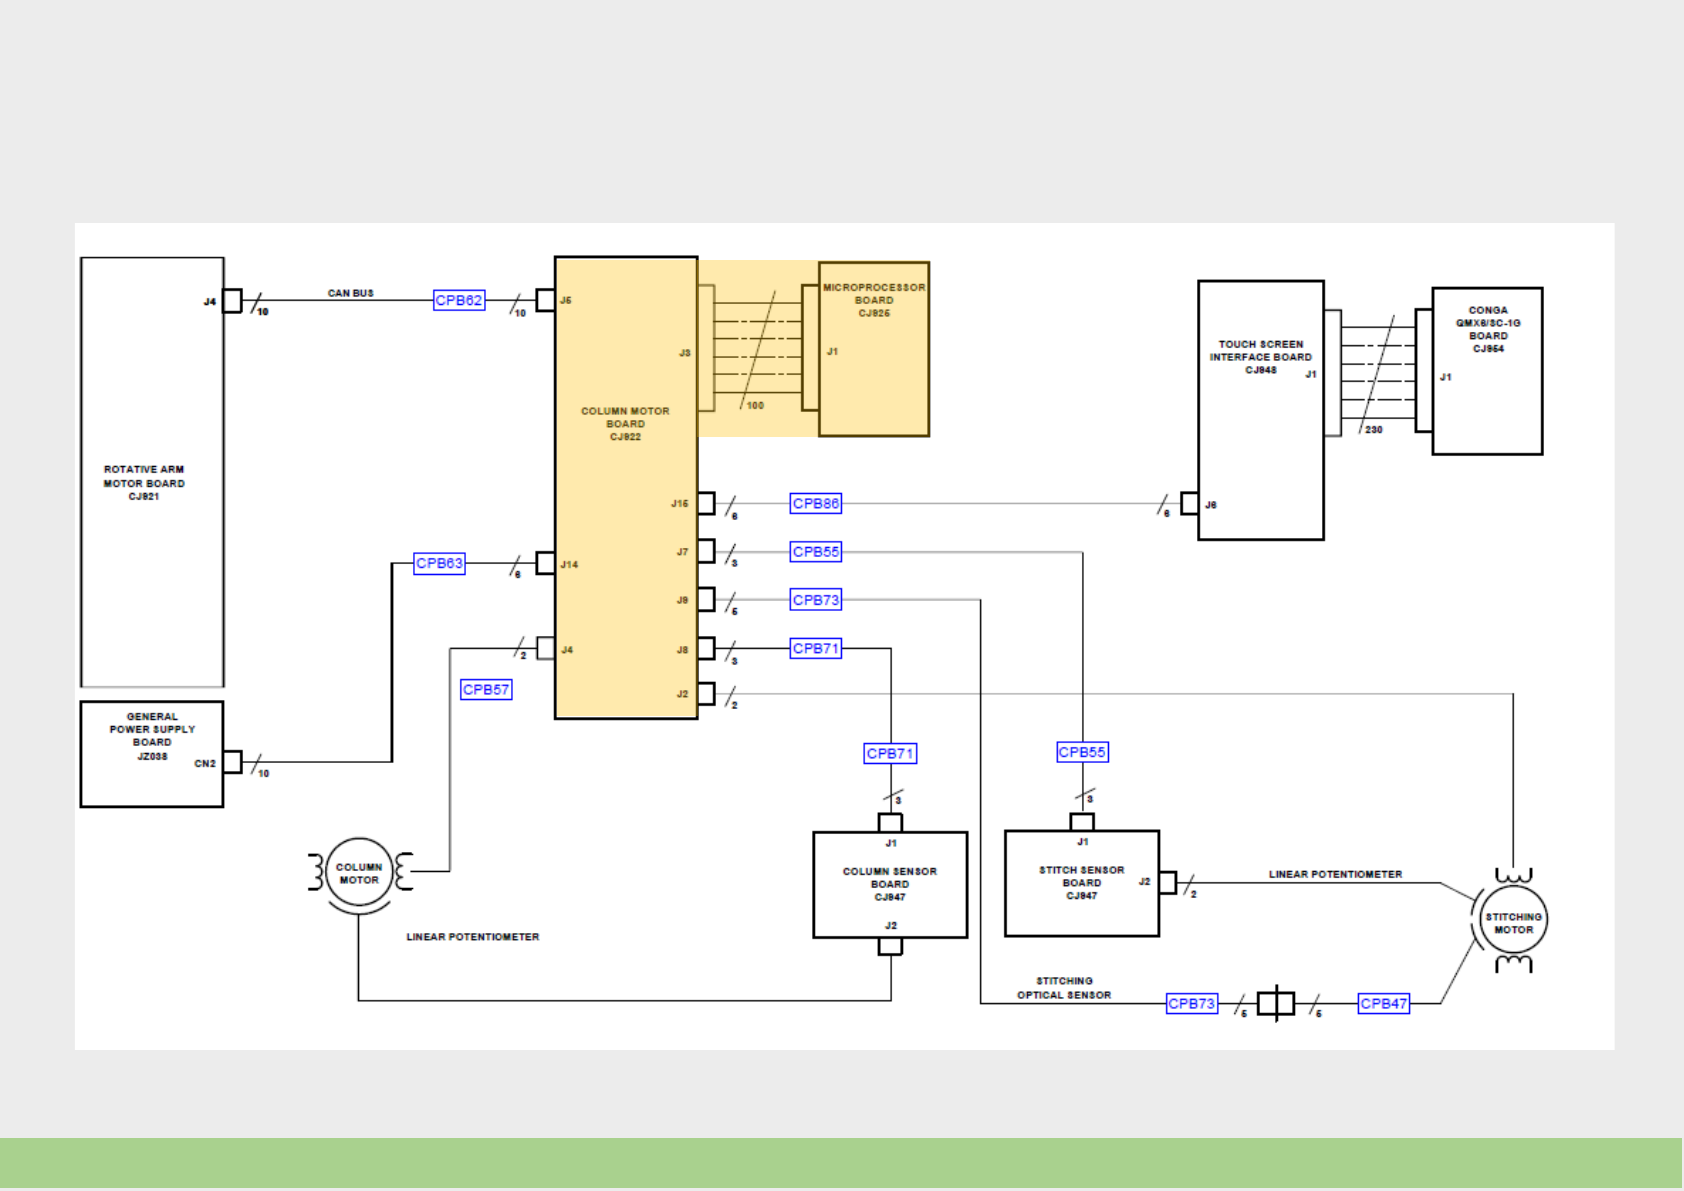 J4
10
CAN BUS
CPB62
10
J5
ROTATIVE ARM
MOTOR BOARD
CJ921
GENERAL
POWER SUPPLY
BOARD
JZ038
CN2
10
CPB63
6
J14
2
J4
CPB57
COLUMN MOTOR
BOARD
CJ922
J3
100
MICROPROCESSOR
BOARD
CJ925
J1
J15
6
CPB86
6
J6
TOUCH SCREEN
INTERFACE BOARD
CJ948
J1
230
CONGA
QMX6/SC-1G
BOARD
CJ954
J1
J7
3
CPB55
J9
5
CPB73
J8
3
CPB71
J2
2
CPB71
3
J1
COLUMN SENSOR
BOARD
CJ947
J2
CPB55
3
J1
STITCH SENSOR
BOARD
CJ947
J2
2
LINEAR POTENTIOMETER
STITCHING
MOTOR
COLUMN
MOTOR
LINEAR POTENTIOMETER
STITCHING
OPTICAL SENSOR
CPB73
5
5
CPB47